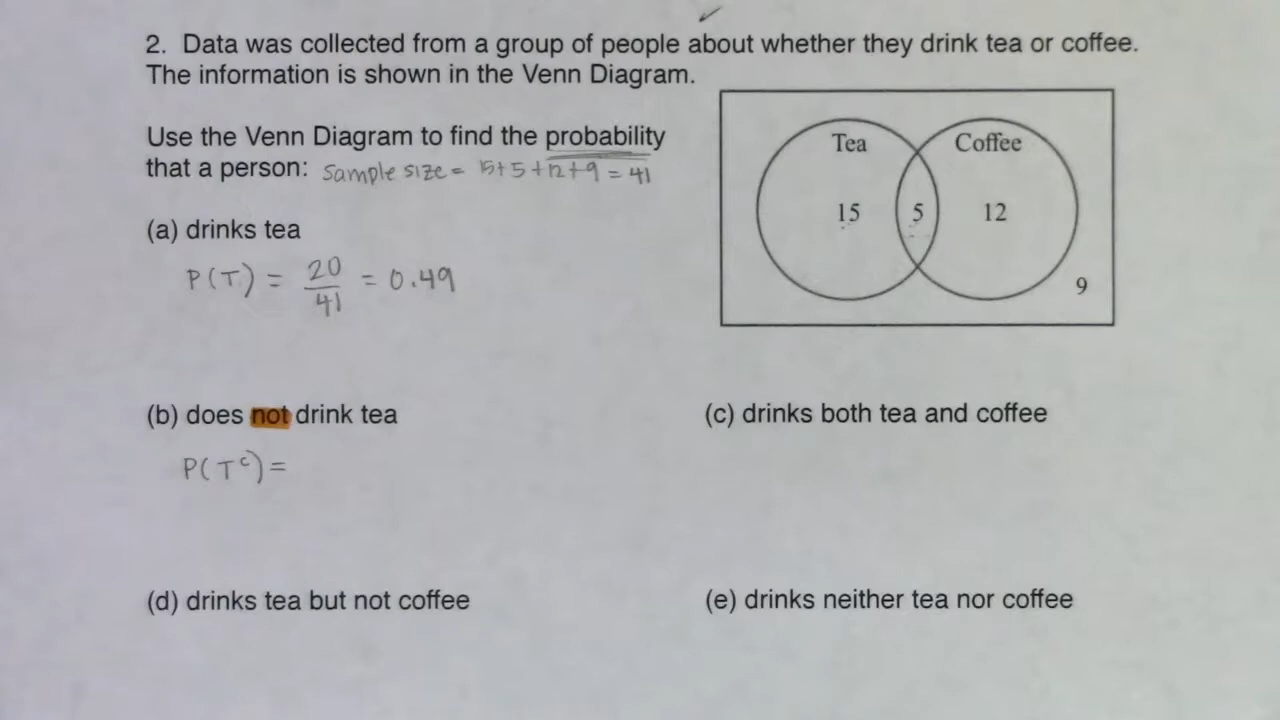 2. Data was collected from a group of people about whether they drink tea or coffee.
The information is shown in the Venn Diagram.
Use the Venn Diagram to find the probability
that a person: Sample size = 15+5+12+9 = 41
Tea
Coffee
15
5
12
9
(a) drinks tea
P(T) = 20/41 = 0.49
(b) does not drink tea
P(Tᶜ) =
(c) drinks both tea and coffee
(d) drinks tea but not coffee
(e) drinks neither tea nor coffee